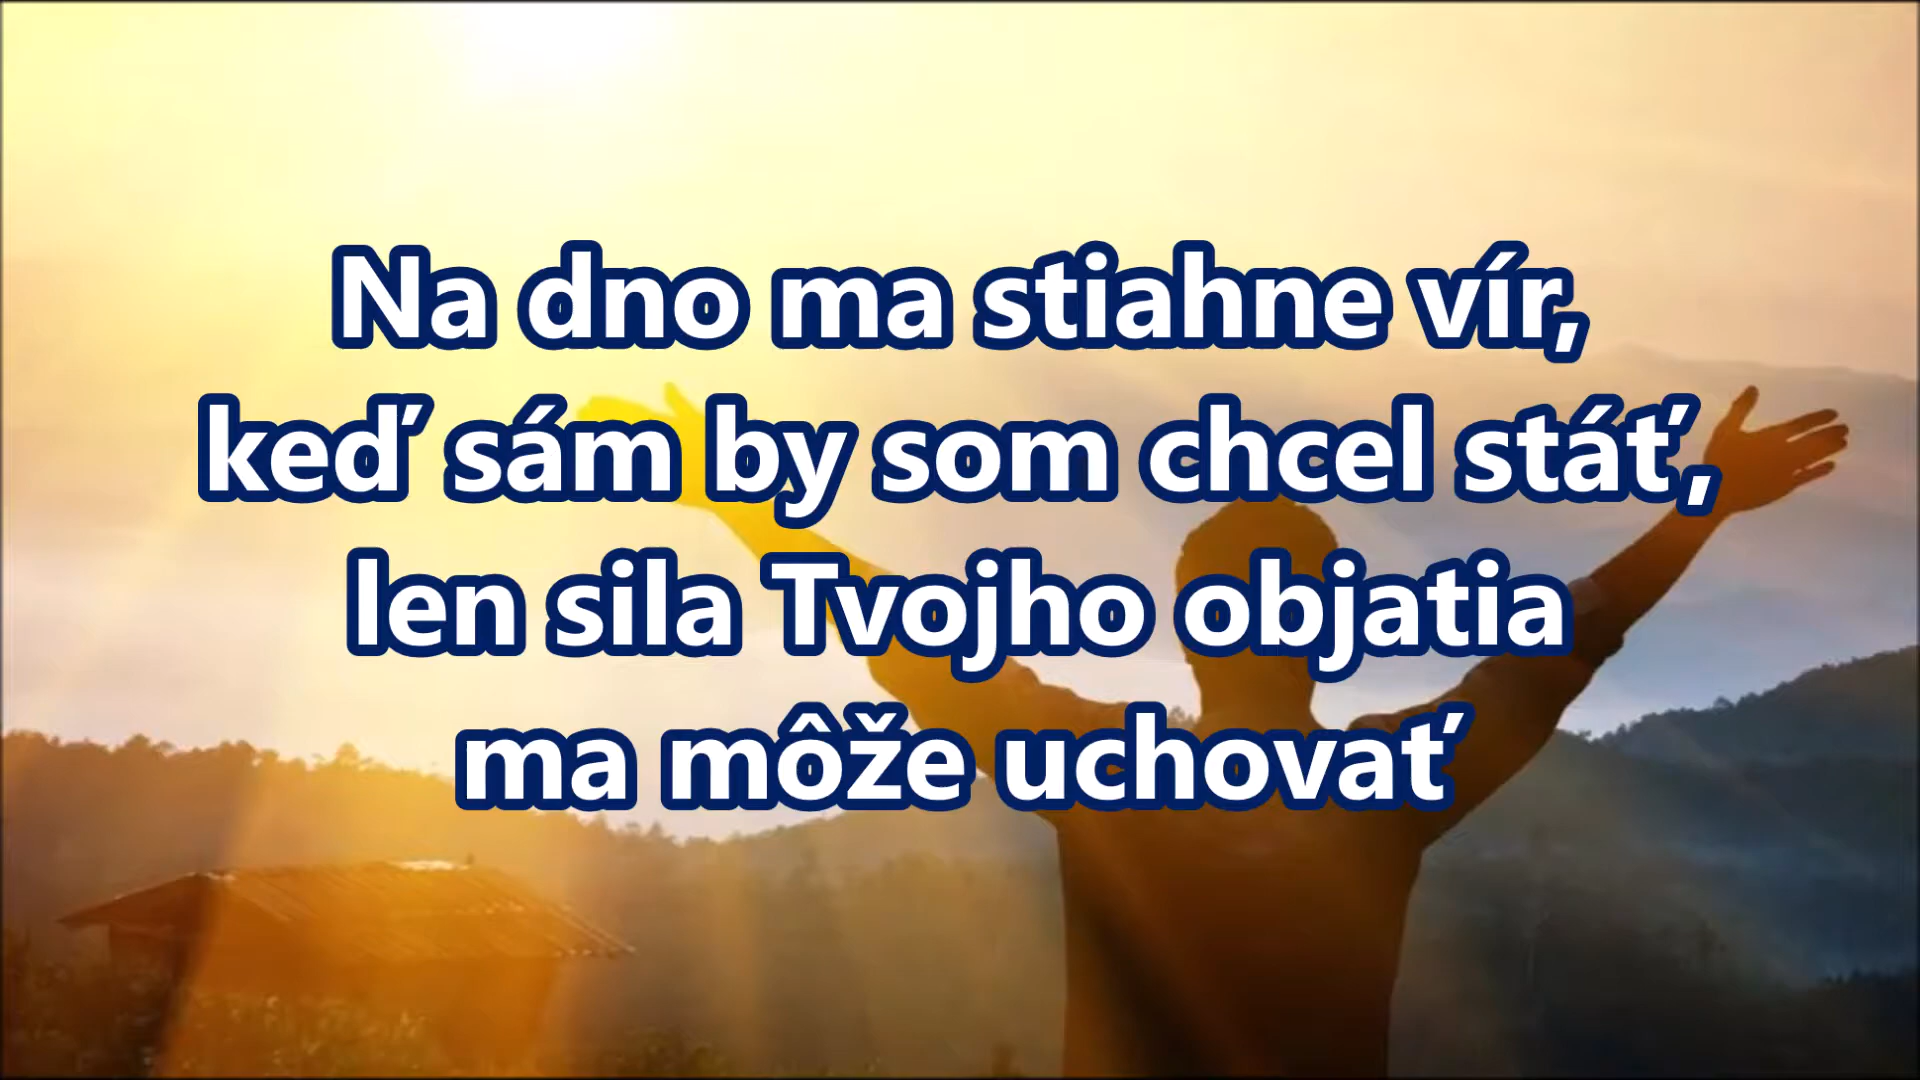 Na dno ma stiahne vír,
keď sám by som chcel stáť,
len sila Tvojho objatia
ma môže uchovať